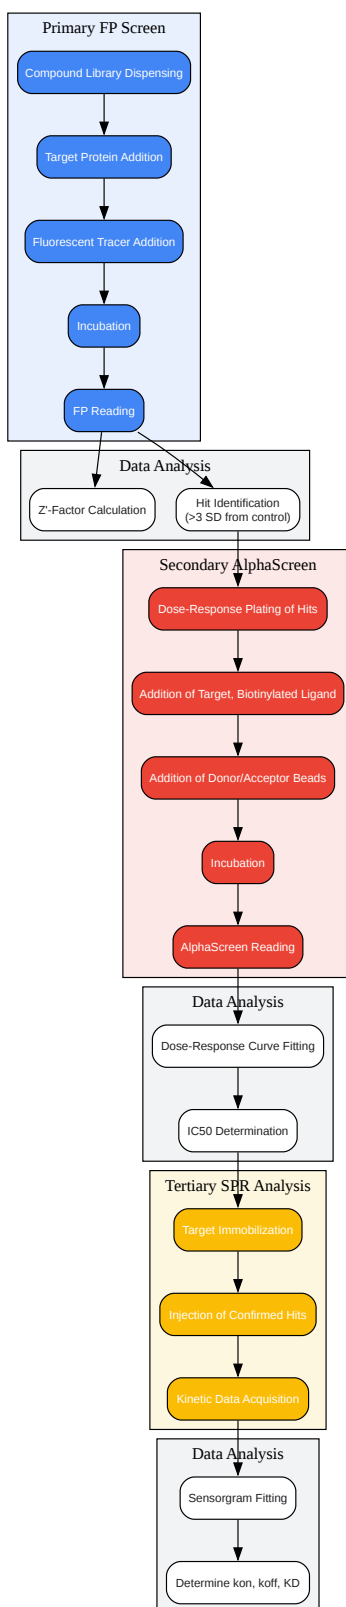 Primary FP Screen
Compound Library Dispensing
Target Protein Addition
Fluorescent Tracer Addition
Incubation
FP Reading
Data Analysis
Z'-Factor Calculation
Hit Identification
(>3 SD from control)
Secondary AlphaScreen
Dose-Response Plating of Hits
Addition of Target, Biotinylated Ligand
Addition of Donor/Acceptor Beads
Incubation
AlphaScreen Reading
Data Analysis
Dose-Response Curve Fitting
IC50 Determination
Tertiary SPR Analysis
Target Immobilization
Injection of Confirmed Hits
Kinetic Data Acquisition
Data Analysis
Sensorgram Fitting
Determine kon, koff, KD